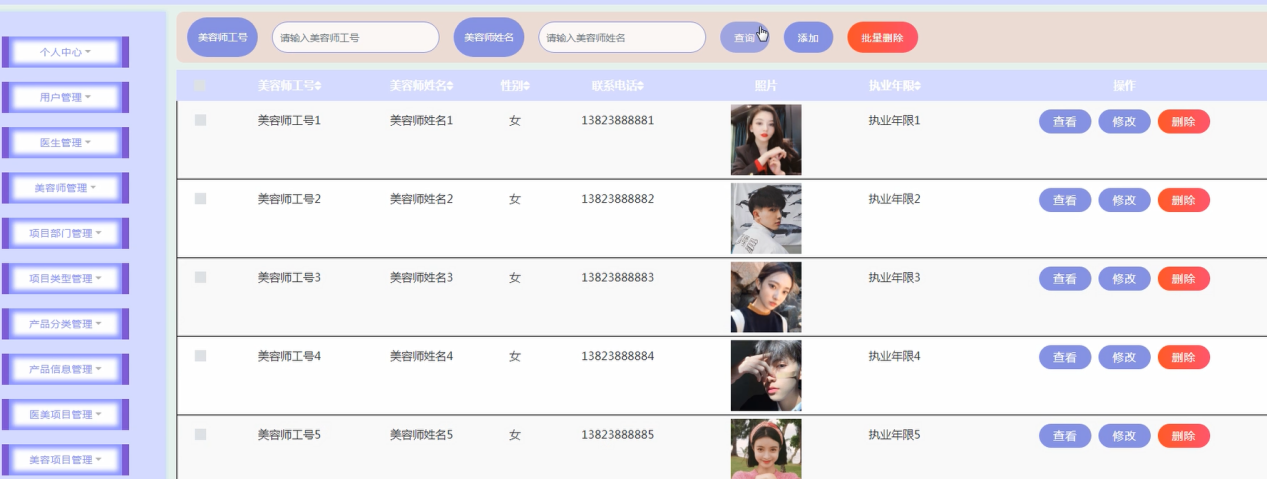 美容师工号 请输入美容师工号 美容师姓名 请输入美容师姓名 查询 添加 批量删除
个人中心
用户管理
医生管理
美容师管理
项目部门管理
项目类型管理
产品分类管理
产品信息管理
医美项目管理
美容项目管理
美容师工号 美容师姓名 性别 联系电话 照片 执业年限 操作
美容师工号1 美容师姓名1 女 13823888881 执业年限1 查看 修改 删除
美容师工号2 美容师姓名2 女 13823888882 执业年限2 查看 修改 删除
美容师工号3 美容师姓名3 女 13823888883 执业年限3 查看 修改 删除
美容师工号4 美容师姓名4 女 13823888884 执业年限4 查看 修改 删除
美容师工号5 美容师姓名5 女 13823888885 执业年限5 查看 修改 删除